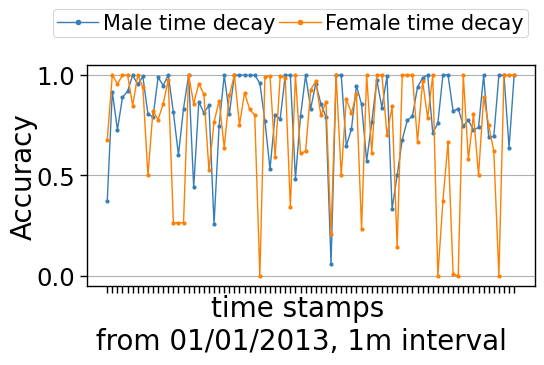 Male time decay Female time decay
1.0
0.5
0.0
Accuracy
time stamps
from 01/01/2013, 1m interval